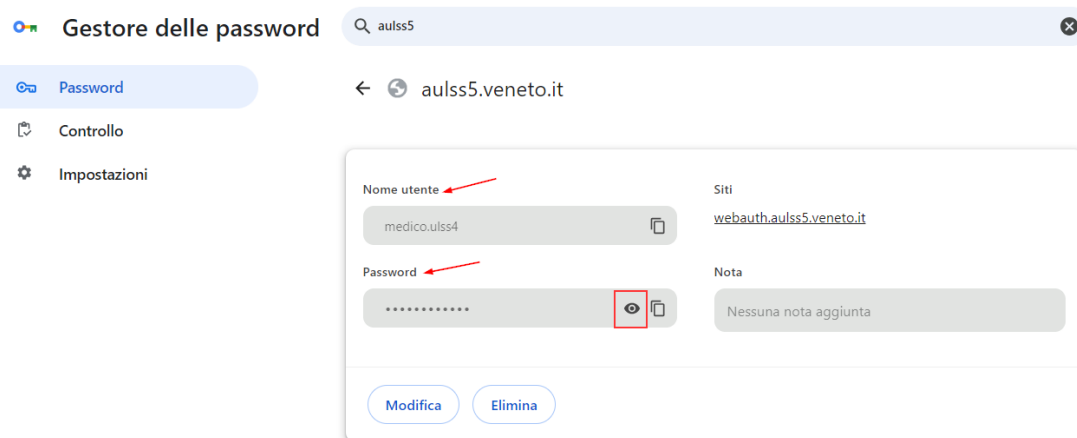 Gestore delle password
aulss5
Password
Controllo
Impostazioni
aulss5.veneto.it
Nome utente
medico.ulss4
Siti
webauth.aulss5.veneto.it
Password
••••••••••••
Nota
Nessuna nota aggiunta
Modifica
Elimina